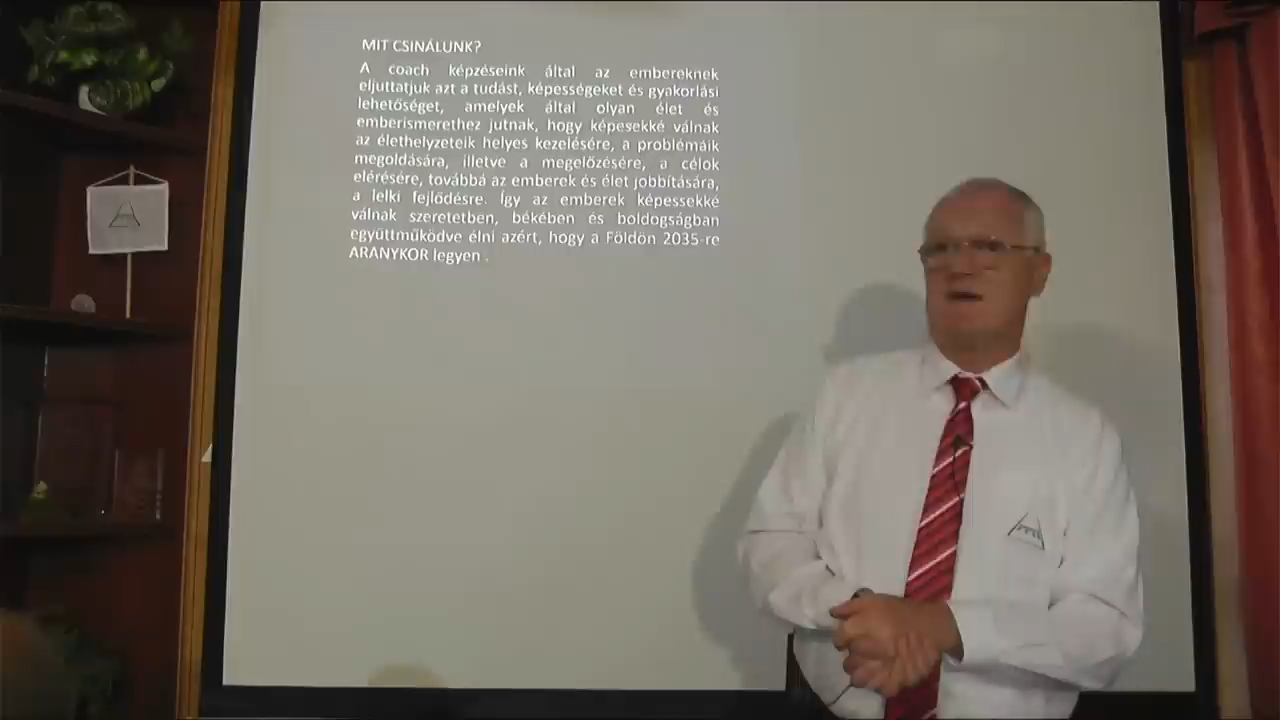 MIT CSINÁLUNK?
A coach képzéseink által az embereknek
eljuttatjuk azt a tudást, képességeket és gyakorlási
lehetőséget, amelyek által olyan élet és
emberismerethez jutnak, hogy képesekké válnak
az élethelyzeteik helyes kezelésére, a problémáik
megoldására, illetve a megelőzésére, a célok
elérésére, továbbá az emberek és élet jobbítására,
a lelki fejlődésre. Így az emberek képessekké
válnak szeretetben, békében és boldogságban
együttműködve élni azért, hogy a Földön 2035-re
ARANYKOR legyen .